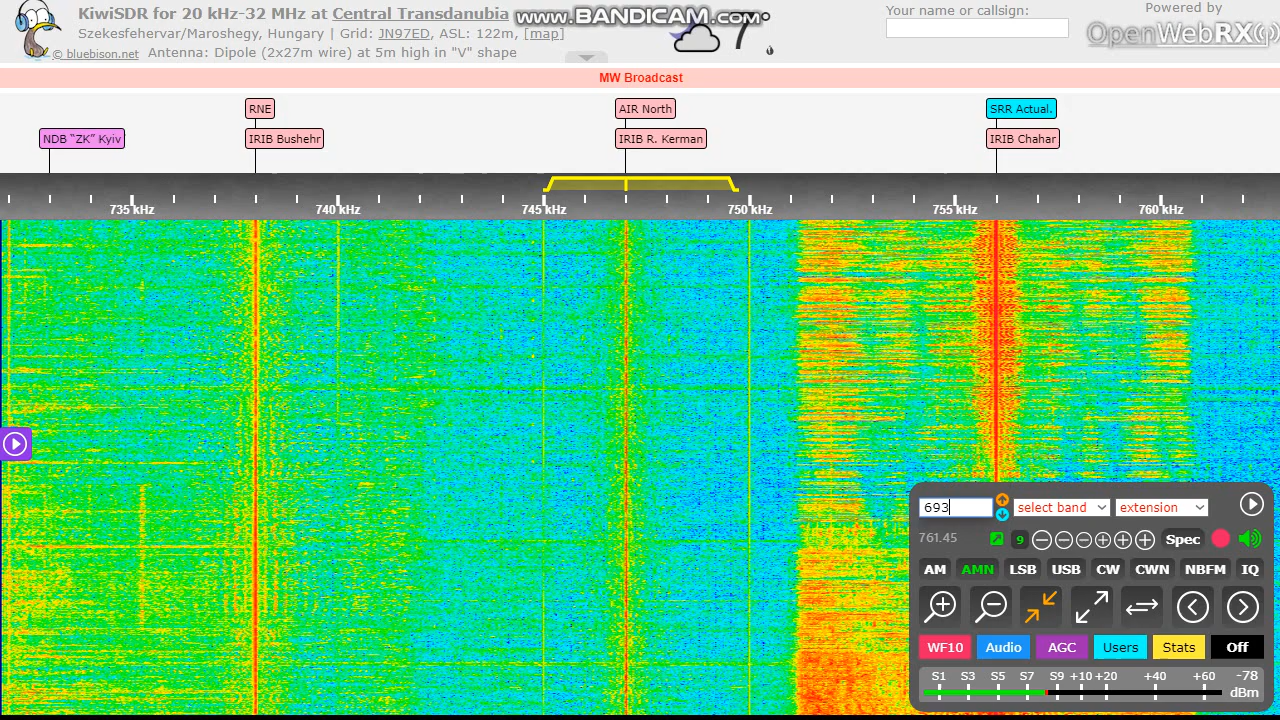 KiwiSDR for 20 kHz-32 MHz at Central Transdanubia
Szekesfehervar/Maroshegy, Hungary | Grid: JN97ED, ASL: 122m, [map]
© bluebison.net Antenna: Dipole (2x27m wire) at 5m high in "V" shape
www.BANDICAM.com
7
Your name or callsign:
Powered by
OpenWebRX
MW Broadcast
RNE AIR North SRR Actual.
NDB "ZK" Kyiv IRIB Bushehr IRIB R. Kerman IRIB Chahar
735 kHz 740 kHz 745 kHz 750 kHz 755 kHz 760 kHz
693 select band extension
761.45 9 Spec
AM AMN LSB USB CW CWN NBFM IQ
WF10 Audio AGC Users Stats Off
S1 S3 S5 S7 S9 +10 +20 +40 +60 -78
dBm